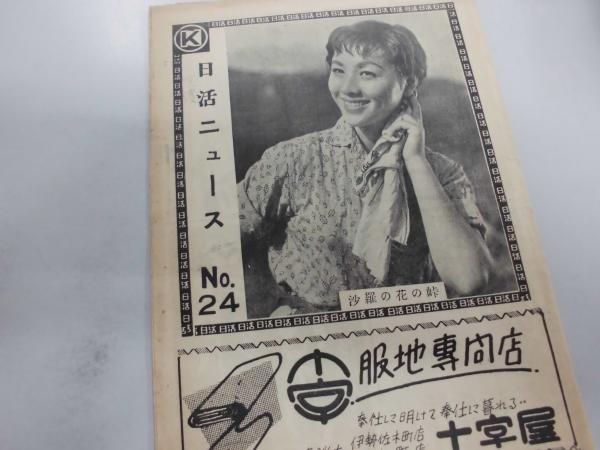 K
日活ニュース
No.
24
沙羅の花の峠
服地専門店
奉仕に明けて奉仕に暮れる
伊勢佐木町店
十字屋